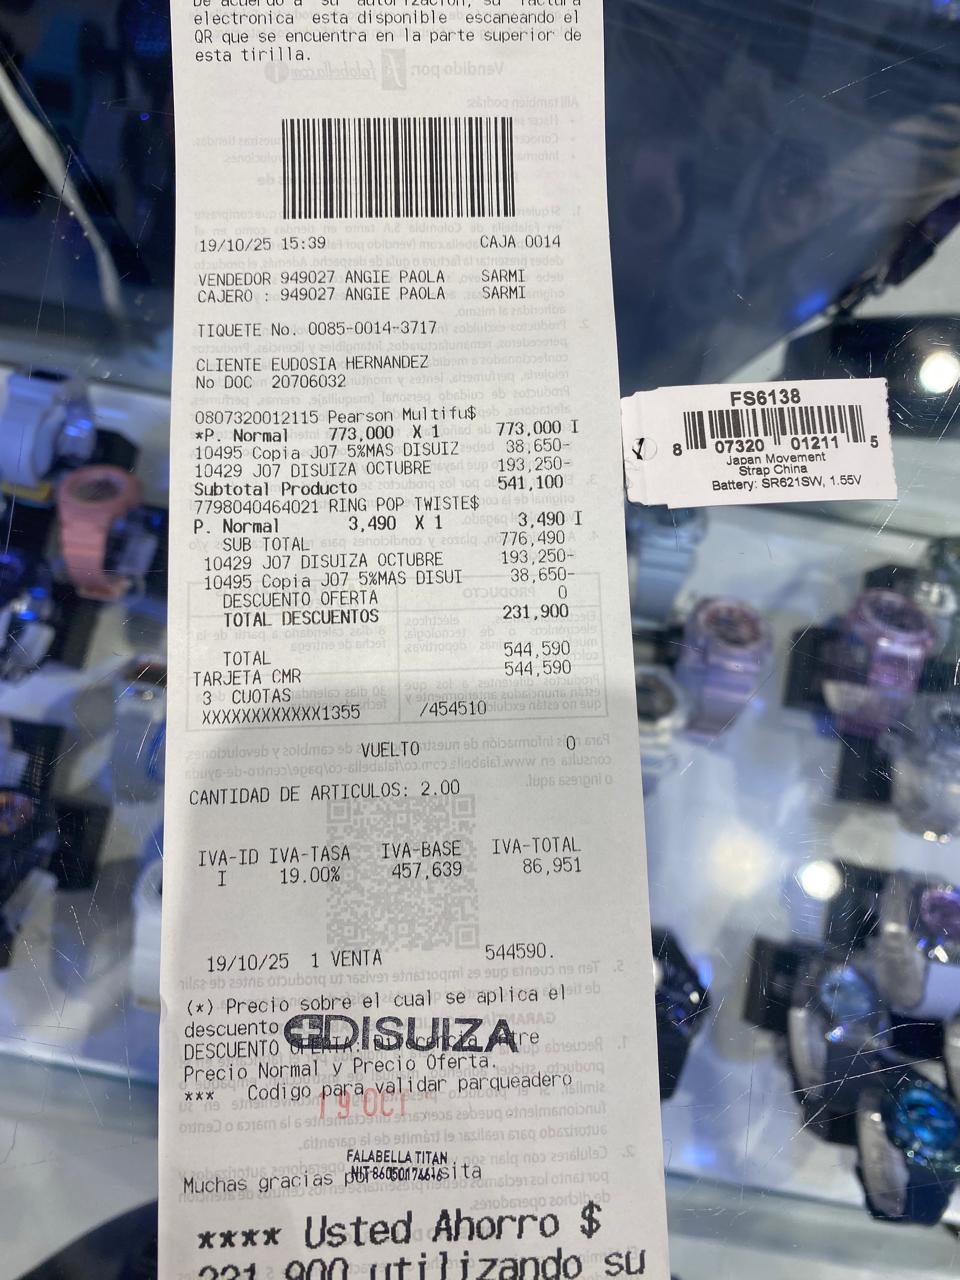 De acuerdo a su autorizacion, su factura
electronica esta disponible escaneando el
QR que se encuentra en la parte superior de
esta tirilla.
19/10/25 15:39 CAJA 0014
VENDEDOR 949027 ANGIE PAOLA SARMI
CAJERO : 949027 ANGIE PAOLA SARMI
TIQUETE No. 0085-0014-3717
CLIENTE EUDOSIA HERNANDEZ
No DOC 20706032
0807320012115 Pearson Multifu$
*P. Normal 773,000 X 1 773,000 I
10495 Copia J07 5%MAS DISUIZ 38,650-
10429 J07 DISUIZA OCTUBRE 193,250-
Subtotal Producto 541,100
7798040464021 RING POP TWISTE$
P. Normal 3,490 X 1 3,490 I
SUB TOTAL 776,490
10429 J07 DISUIZA OCTUBRE 193,250-
10495 Copia J07 5%MAS DISUI 38,650-
DESCUENTO OFERTA 0
TOTAL DESCUENTOS 231,900
TOTAL 544,590
TARJETA CMR 544,590
3 CUOTAS
XXXXXXXXXXXX1355 /454510
VUELTO 0
CANTIDAD DE ARTICULOS: 2.00
IVA-ID IVA-TASA IVA-BASE IVA-TOTAL
I 19.00% 457,639 86,951
19/10/25 1 VENTA 544590.
(*) Precio sobre el cual se aplica el
descuento
DISUIZA
DESCUENTO OFERTA, entre
Precio Normal y Precio Oferta.
*** Codigo para validar parqueadero
19 OCT
FALABELLA TITAN
Muchas gracias por su visita
**** Usted Ahorro $
231,900 utilizando su
FS6138
8 07320 01211 5
Japan Movement
Strap China
Battery: SR621SW, 1.55V